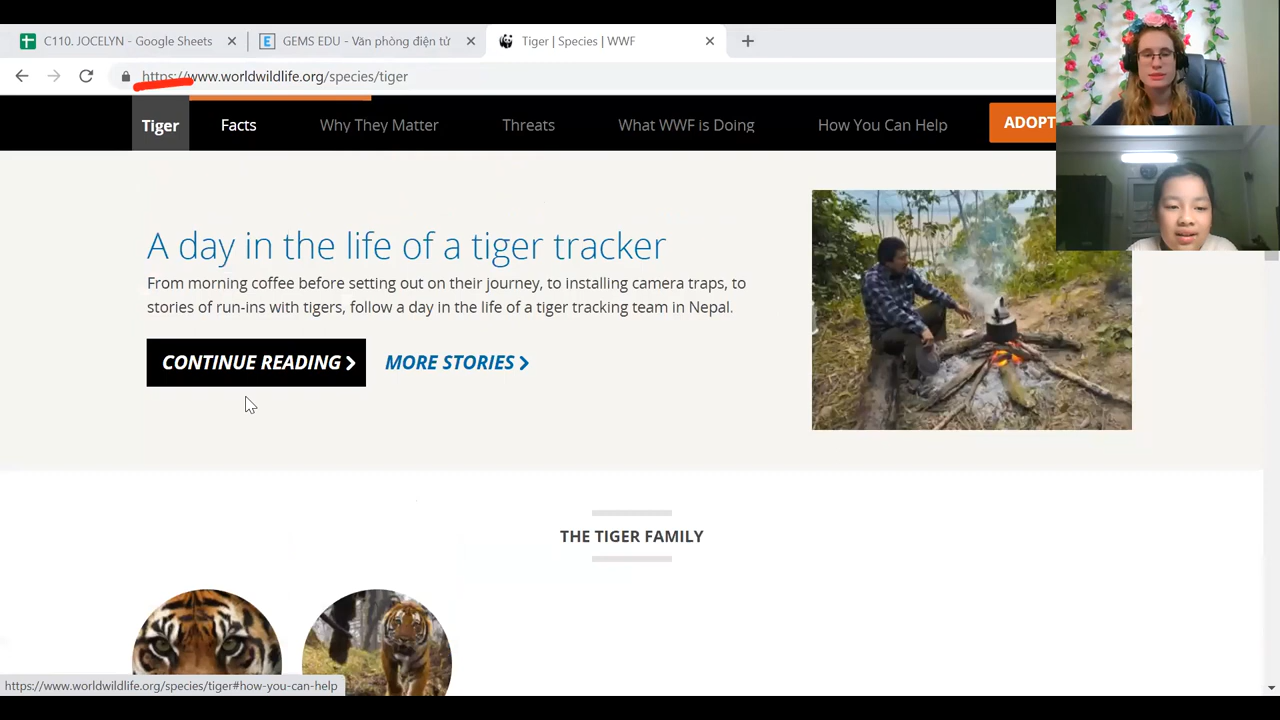 C110. JOCELYN - Google Sheets
GEMS EDU - Văn phòng điện tử
Tiger | Species | WWF
https://www.worldwildlife.org/species/tiger
Tiger
Facts
Why They Matter
Threats
What WWF is Doing
How You Can Help
ADOPT
A day in the life of a tiger tracker
From morning coffee before setting out on their journey, to installing camera traps, to
stories of run-ins with tigers, follow a day in the life of a tiger tracking team in Nepal.
CONTINUE READING
MORE STORIES
THE TIGER FAMILY
https://www.worldwildlife.org/species/tiger#how-you-can-help